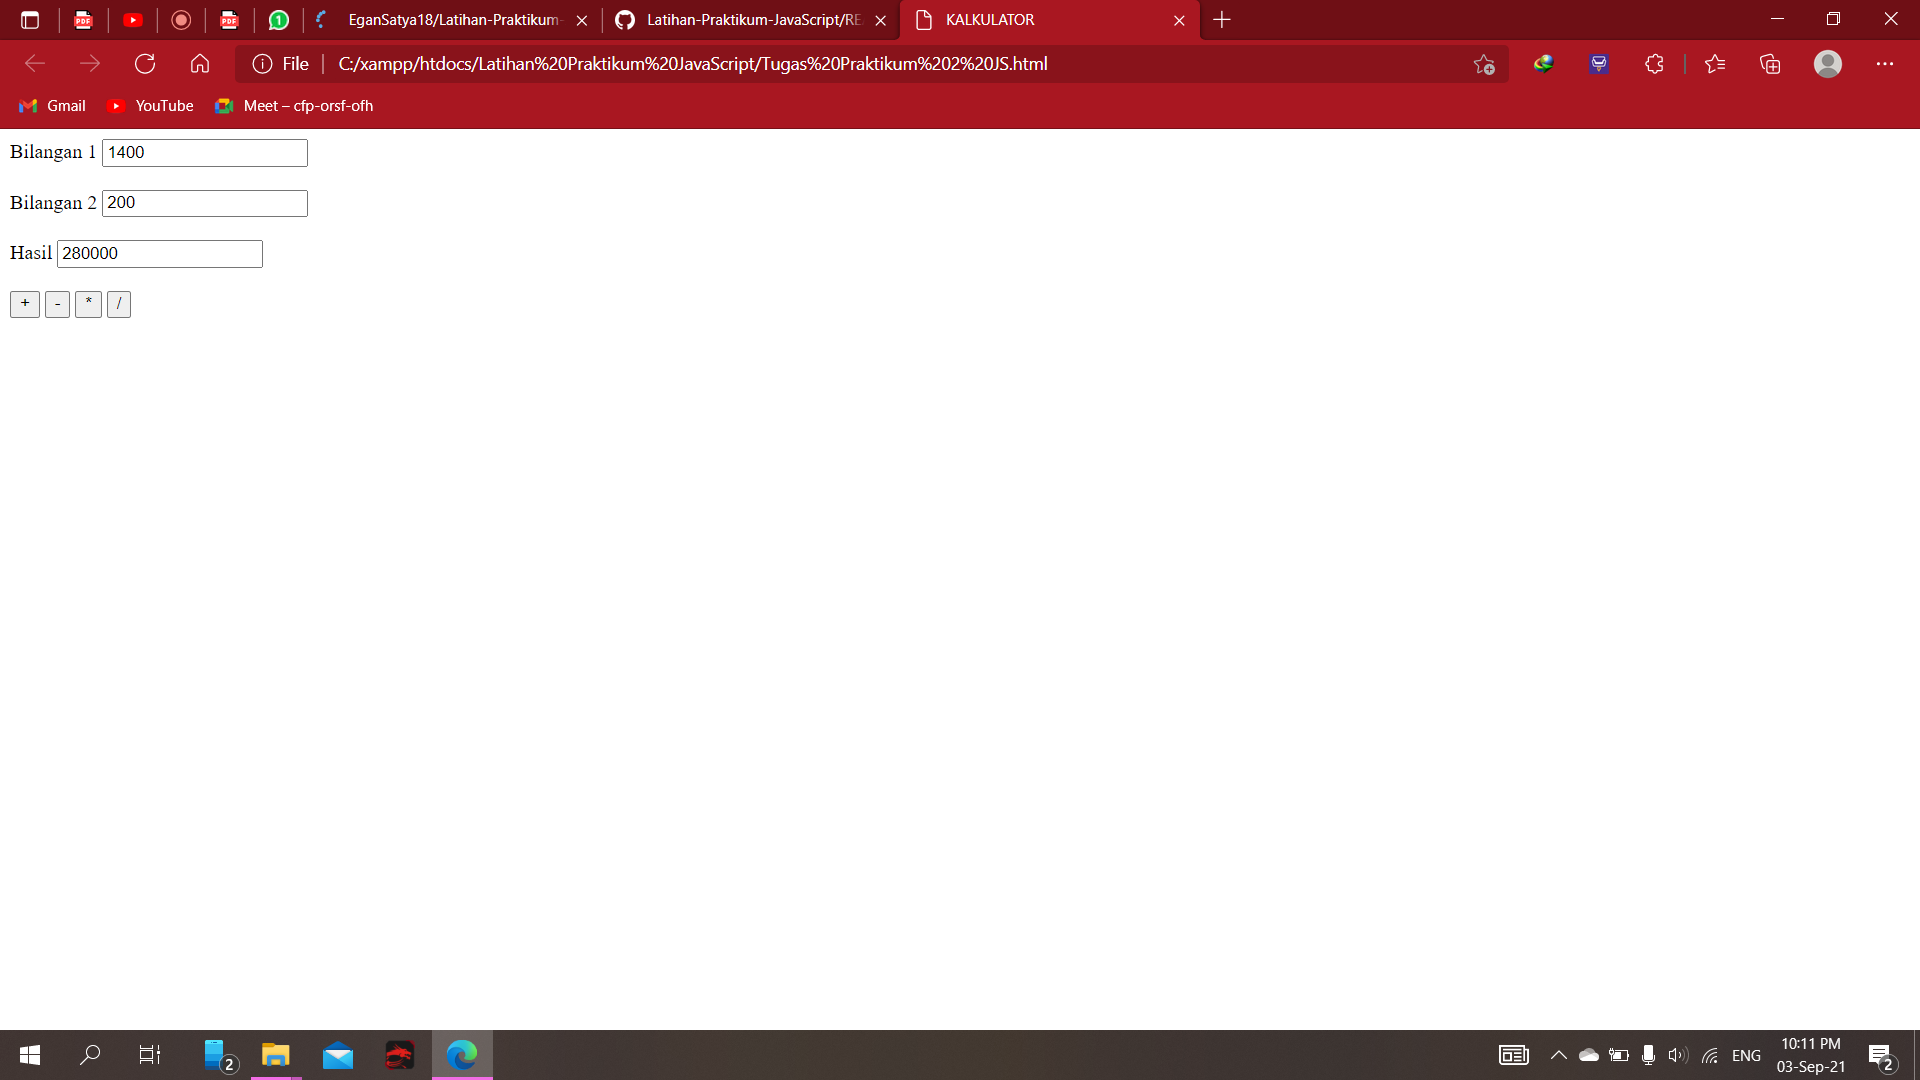 EganSatya18/Latihan-Praktikum-
Latihan-Praktikum-JavaScript/RE
KALKULATOR
File
C:/xampp/htdocs/Latihan%20Praktikum%20JavaScript/Tugas%20Praktikum%202%20JS.html
Gmail
YouTube
Meet – cfp-orsf-ofh
Bilangan 1 1400
Bilangan 2 200
Hasil 280000
+ - * /
2
ENG
10:11 PM
03-Sep-21
2